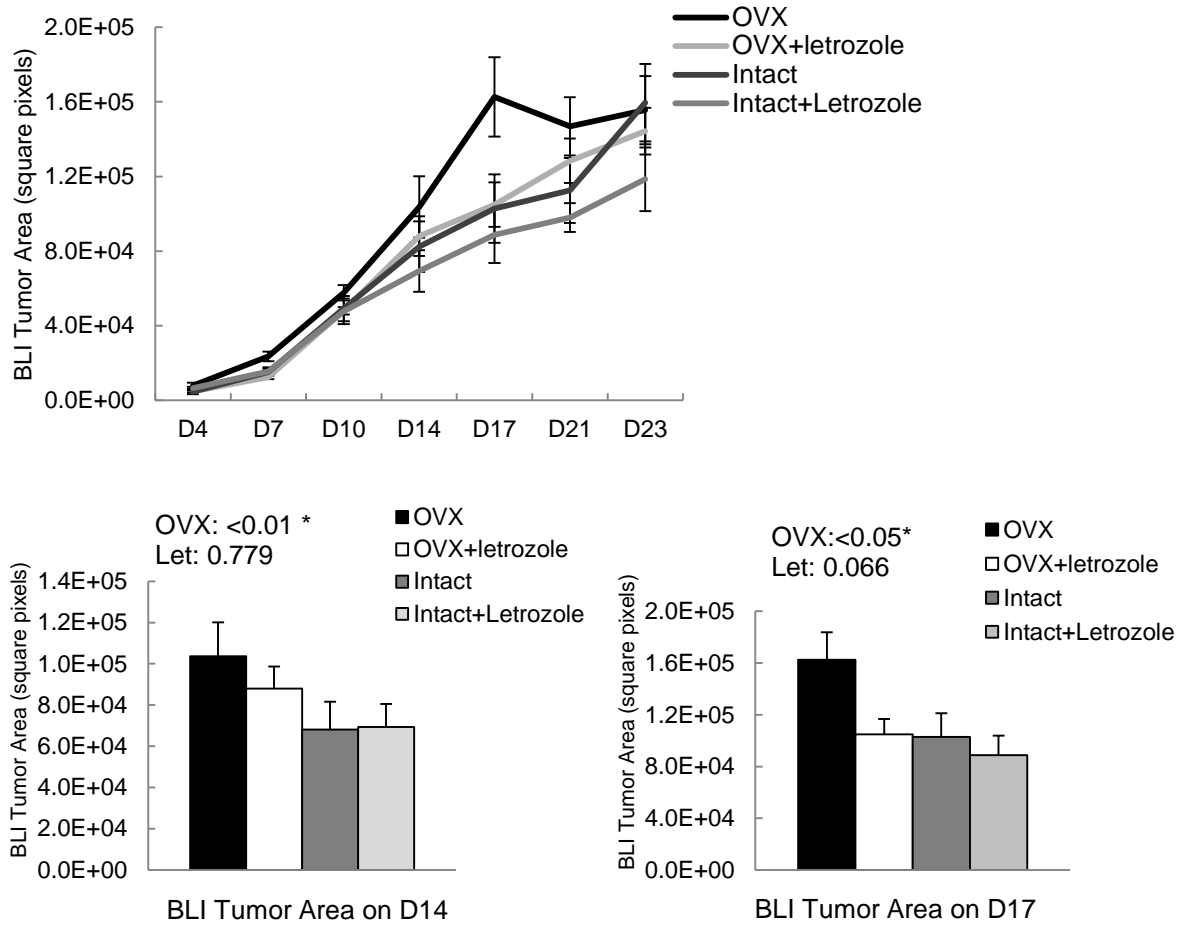 BLI Tumor Area (square pixels)
2.0E+05
1.6E+05
1.2E+05
8.0E+04
4.0E+04
0.0E+00
D4 D7 D10 D14 D17 D21 D23
OVX
OVX+letrozole
Intact
Intact+Letrozole
OVX: <0.01 *
Let: 0.779
OVX
OVX+letrozole
Intact
Intact+Letrozole
BLI Tumor Area (square pixels)
1.4E+05
1.2E+05
1.0E+05
8.0E+04
6.0E+04
4.0E+04
2.0E+04
0.0E+00
BLI Tumor Area on D14
OVX:<0.05*
Let: 0.066
OVX
OVX+letrozole
Intact
Intact+Letrozole
BLI Tumor Area (square pixels)
2.0E+05
1.6E+05
1.2E+05
8.0E+04
4.0E+04
0.0E+00
BLI Tumor Area on D17